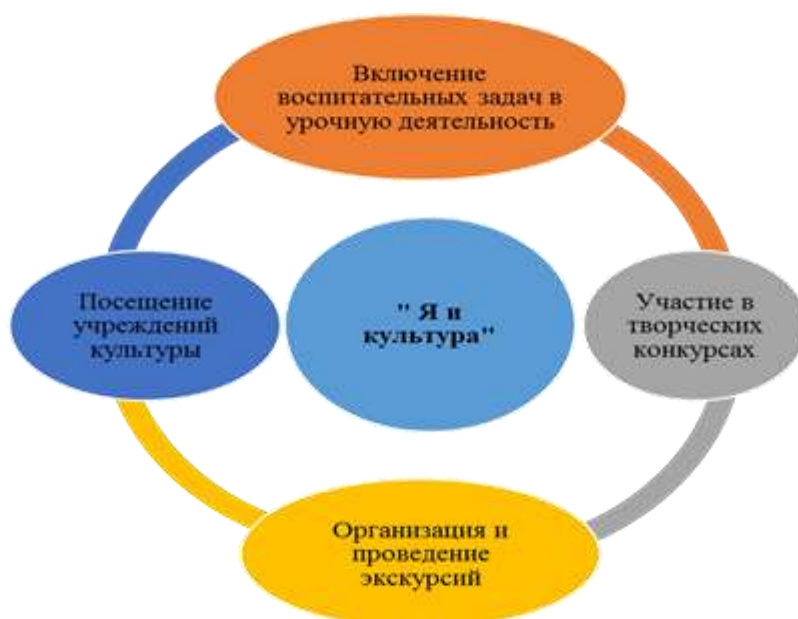 Включение
воспитательных задач в
урочную деятельность
Посещение
учреждений
культуры
" Я и
культура"
Участие в
творческих
конкурсах
Организация и
проведение
экскурсий